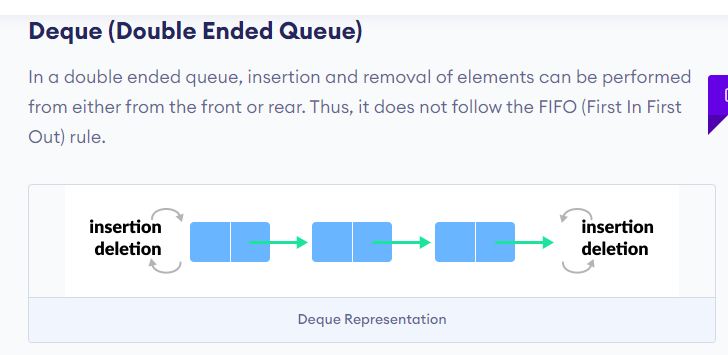 Deque (Double Ended Queue)
In a double ended queue, insertion and removal of elements can be performed
from either from the front or rear. Thus, it does not follow the FIFO (First In First
Out) rule.
insertion
deletion
insertion
deletion
Deque Representation